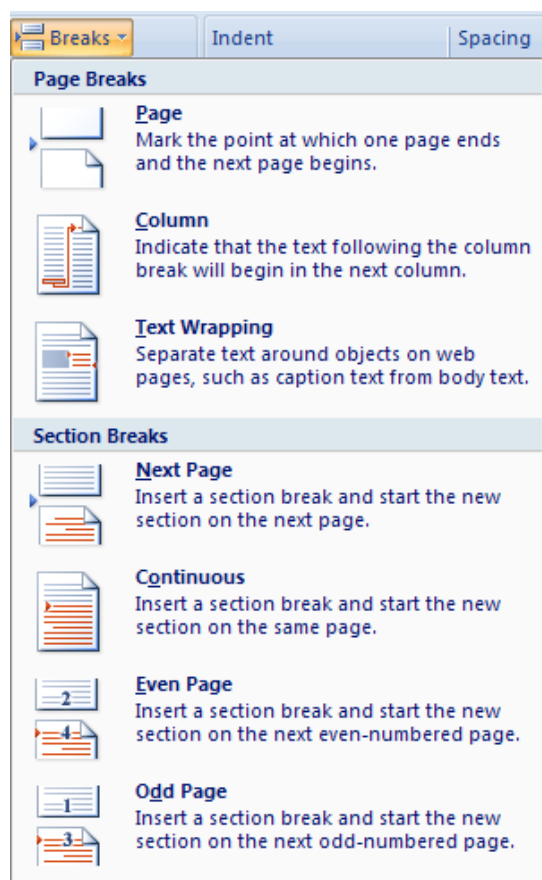 Breaks Indent Spacing
Page Breaks
Page
Mark the point at which one page ends
and the next page begins.
Column
Indicate that the text following the column
break will begin in the next column.
Text Wrapping
Separate text around objects on web
pages, such as caption text from body text.
Section Breaks
Next Page
Insert a section break and start the new
section on the next page.
Continuous
Insert a section break and start the new
section on the same page.
2
Even Page
Insert a section break and start the new
4
section on the next even-numbered page.
1
Odd Page
Insert a section break and start the new
3
section on the next odd-numbered page.